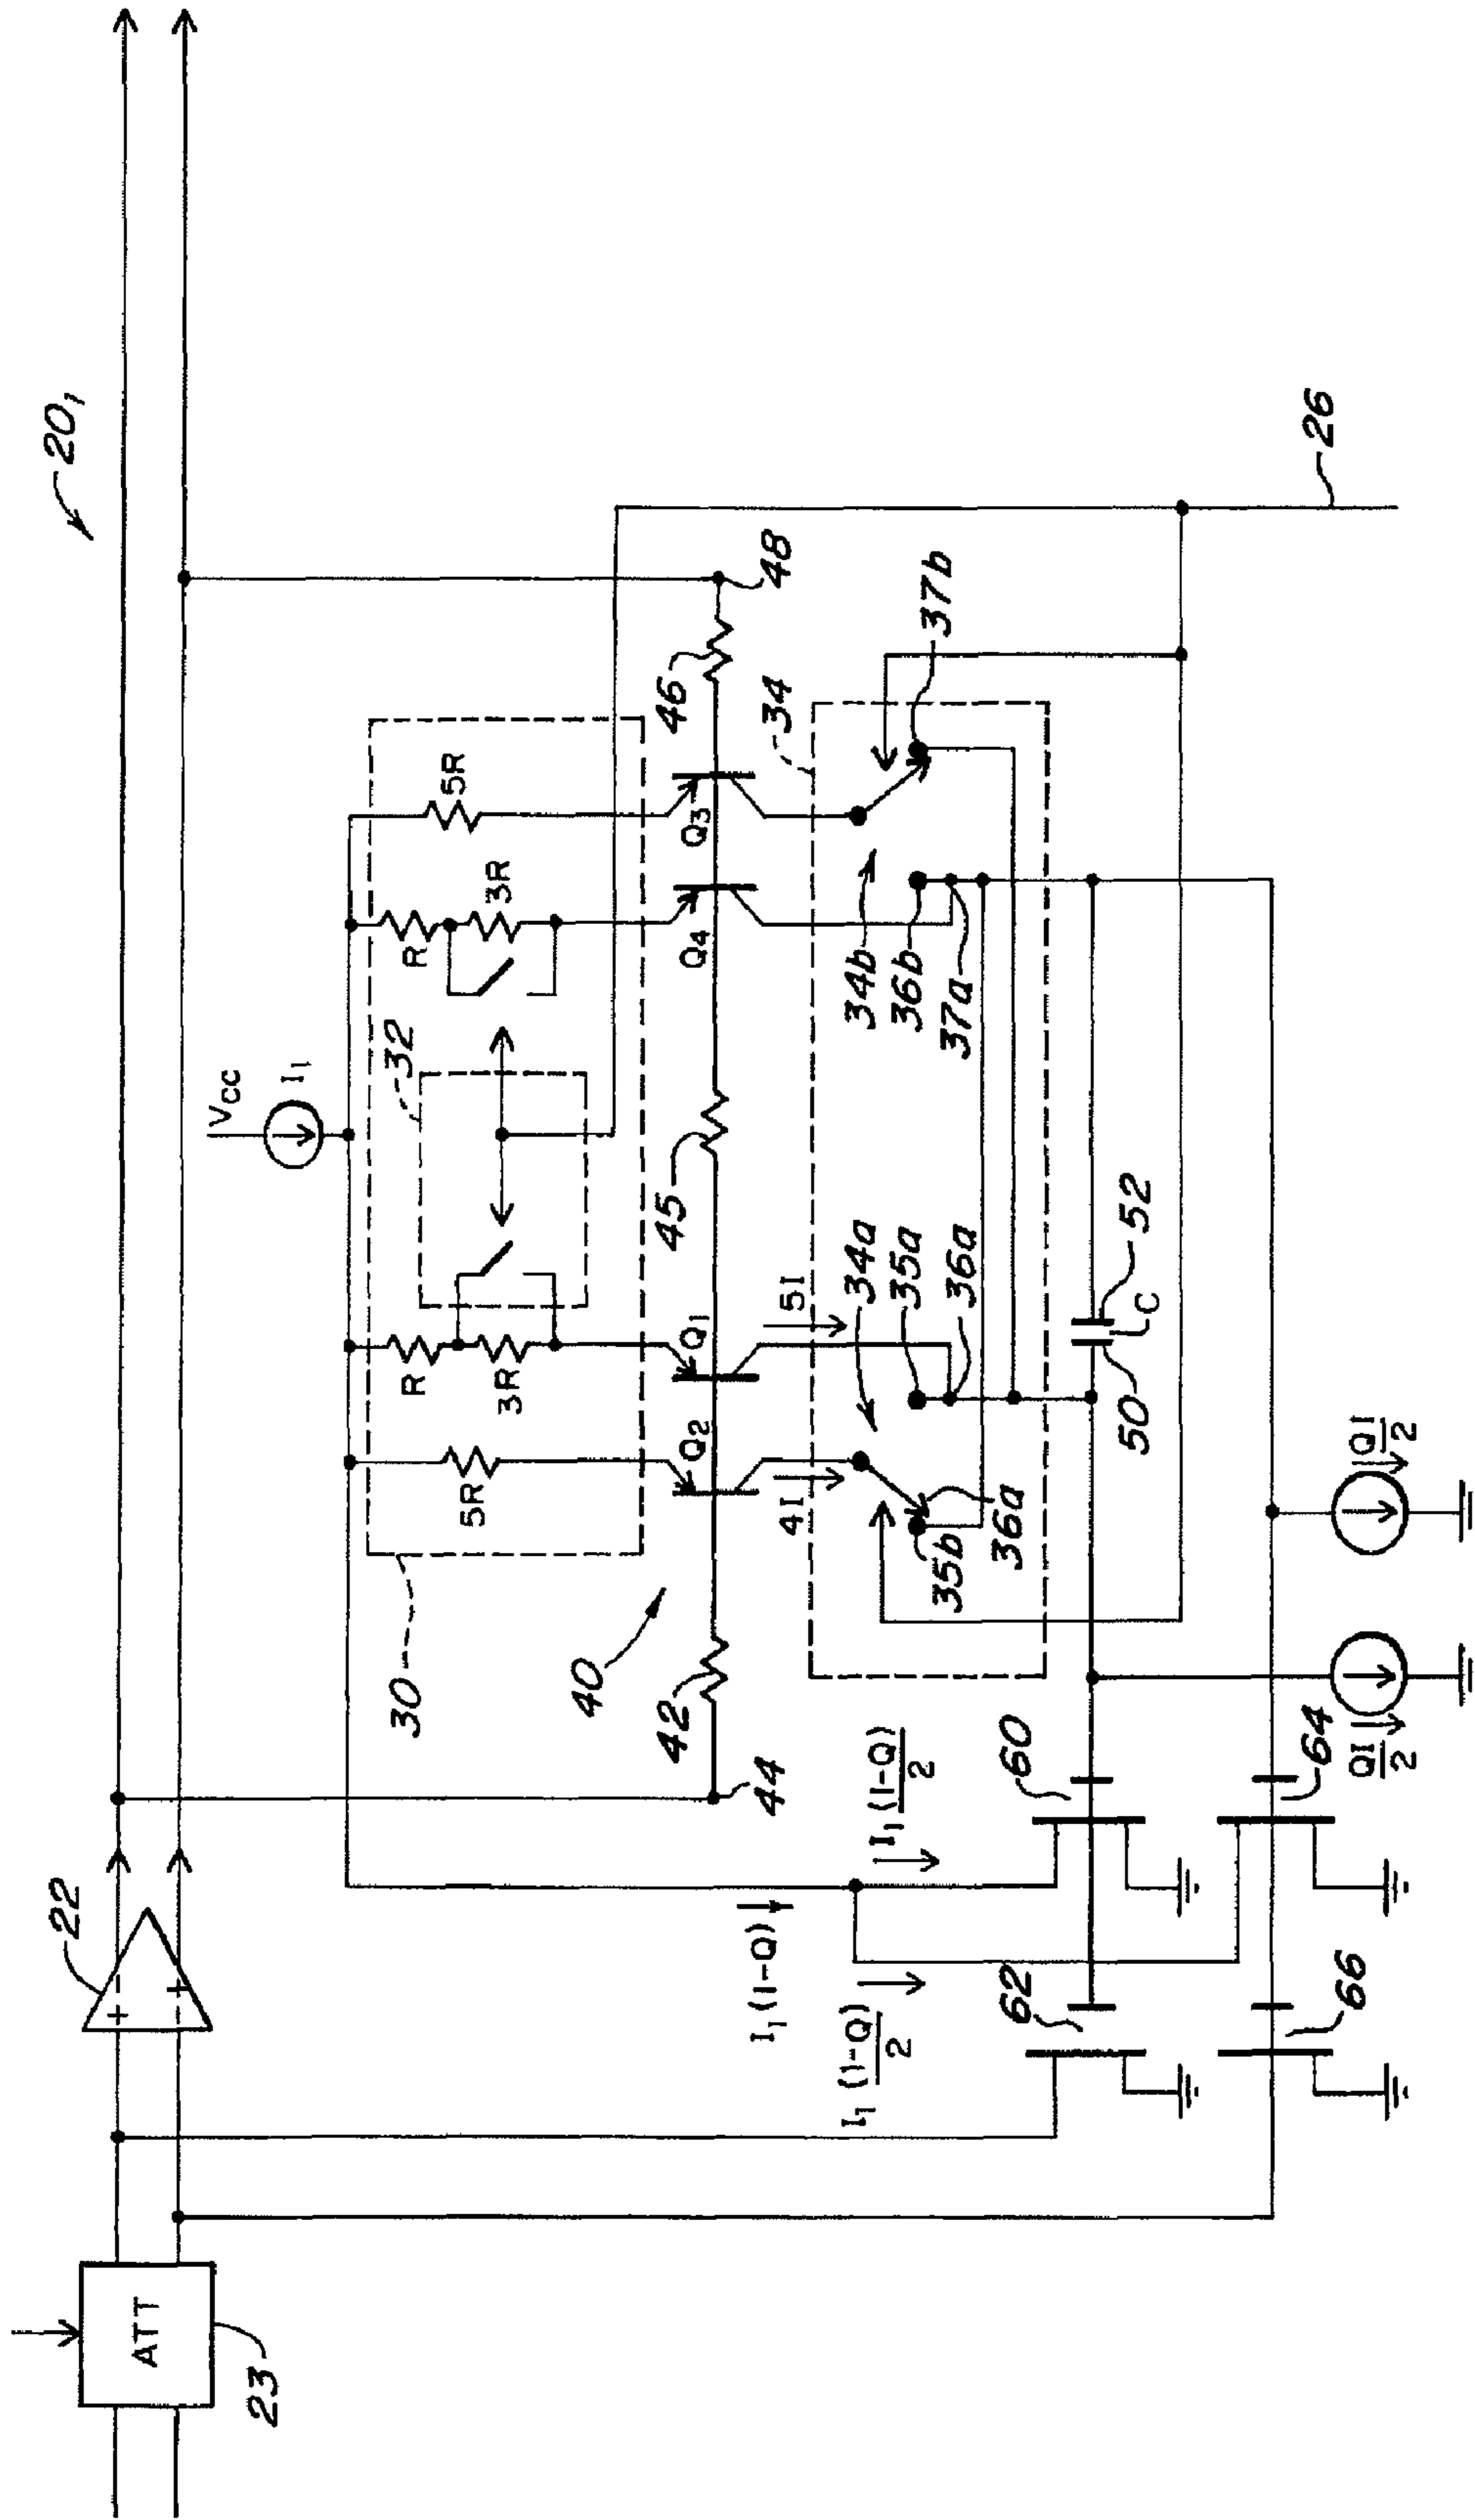 20₁
22
23
ATT
+
-
-
+
Vcc
I₁
30
32
5R
R
3R
R
3R
5R
40
42
44
45
46
48
Q₂
Q₁
Q₄
Q₃
4I
5I
34
34a
35a
36a
35b
36a
34b
36b
37a
37b
26
50
52
C
I₁(1-Q)
I₁(1-Q)/2
I₁(1-Q)/2
60
62
64
66
QI/2
QI/2